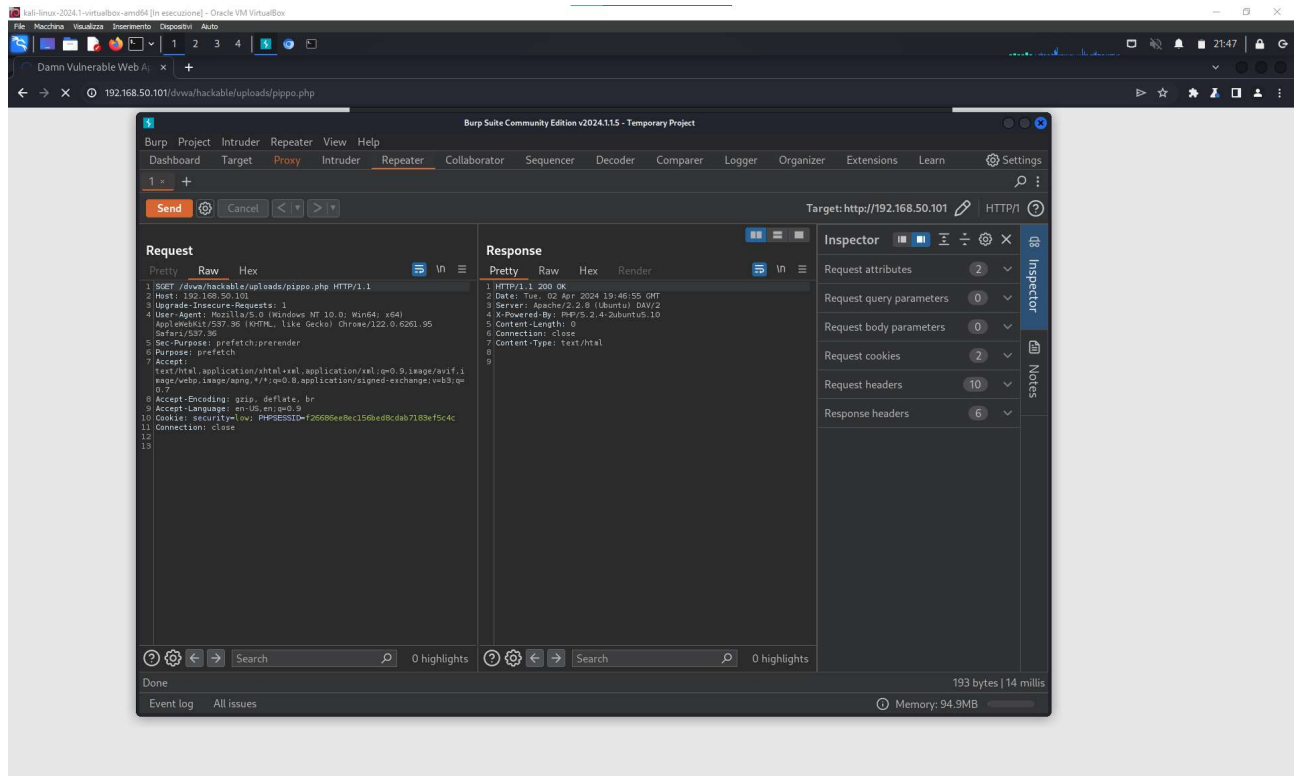 kali-linux-2024.1-virtualbox-amd64 [In esecuzione] - Oracle VM VirtualBox
File Macchina Visualizza Inserimento Dispositivi Aiuto
1 2 3 4
21:47
Damn Vulnerable Web A
192.168.50.101/dvwa/hackable/uploads/pippo.php
Burp Suite Community Edition v2024.1.1.5 - Temporary Project
Burp Project Intruder Repeater View Help
Dashboard Target Proxy Intruder Repeater Collaborator Sequencer Decoder Comparer Logger Organizer Extensions Learn Settings
1 × +
Send Cancel < >
Target: http://192.168.50.101 HTTP/1
Request
Pretty Raw Hex \n
1 SGET /dvwa/hackable/uploads/pippo.php HTTP/1.1
2 Host: 192.168.50.101
3 Upgrade-Insecure-Requests: 1
4 User-Agent: Mozilla/5.0 (Windows NT 10.0; Win64; x64)
AppleWebKit/537.36 (KHTML, like Gecko) Chrome/122.0.6261.95
Safari/537.36
5 Sec-Purpose: prefetch;prerender
6 Purpose: prefetch
7 Accept:
text/html,application/xhtml+xml,application/xml;q=0.9,image/avif,i
mage/webp,image/apng,*/*;q=0.8,application/signed-exchange;v=b3;q=
0.7
8 Accept-Encoding: gzip, deflate, br
9 Accept-Language: en-US,en;q=0.9
10 Cookie: security=low; PHPSESSID=f26686ee8ec156bed8cdab7183ef5c4c
11 Connection: close
12
13
Search 0 highlights
Response
Pretty Raw Hex Render \n
1 HTTP/1.1 200 OK
2 Date: Tue, 02 Apr 2024 19:46:55 GMT
3 Server: Apache/2.2.8 (Ubuntu) DAV/2
4 X-Powered-By: PHP/5.2.4-2ubuntu5.10
5 Content-Length: 0
6 Connection: close
7 Content-Type: text/html
8
9
Search 0 highlights
Inspector
Request attributes 2
Request query parameters 0
Request body parameters 0
Request cookies 2
Request headers 10
Response headers 6
Inspector
Notes
Done
193 bytes | 14 millis
Event log All issues
Memory: 94.9MB